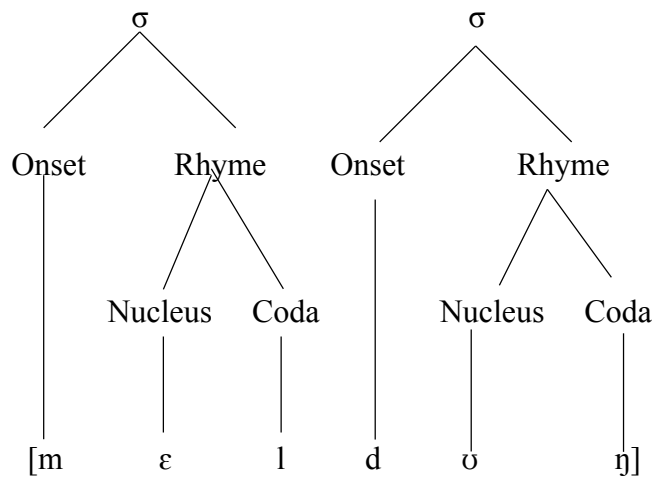 σ σ
Onset Rhyme Onset Rhyme
Nucleus Coda Nucleus Coda
[m ɛ l d ʊ ŋ]